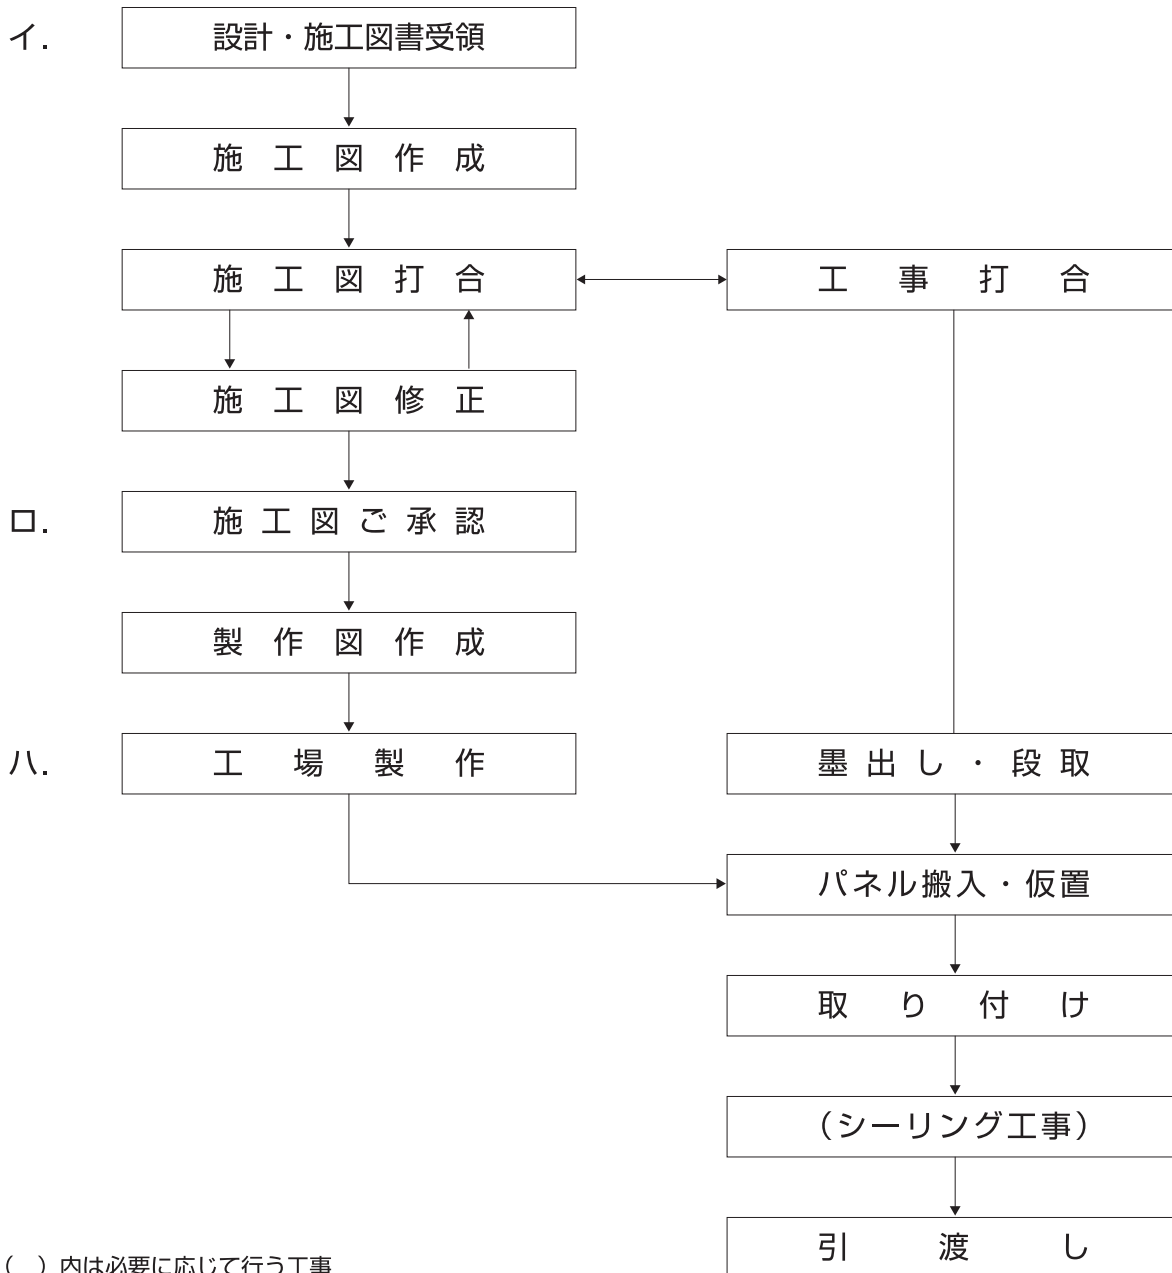 イ.
設計・施工図書受領
施工図作成
施工図打合
工事打合
施工図修正
ロ.
施工図ご承認
製作図作成
ハ.
工場製作
墨出し・段取
パネル搬入・仮置
取り付け
（シーリング工事）
引渡し
（　）内は必要に応じて行う工事